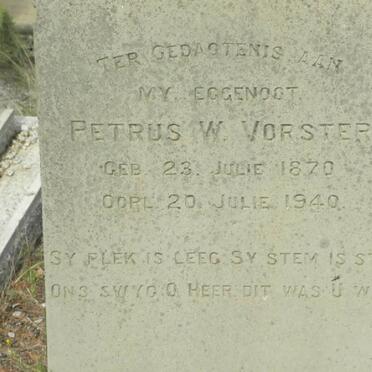 TER GEDAGTENIS AAN
MY EGGENOOT
PETRUS W. VORSTER
GEB. 23. JULIE 1870
OORL. 20. JULIE 1940.
SY PLEK IS LEEG SY STEM IS ST
ONS SWYG O HEER DIT WAS U W